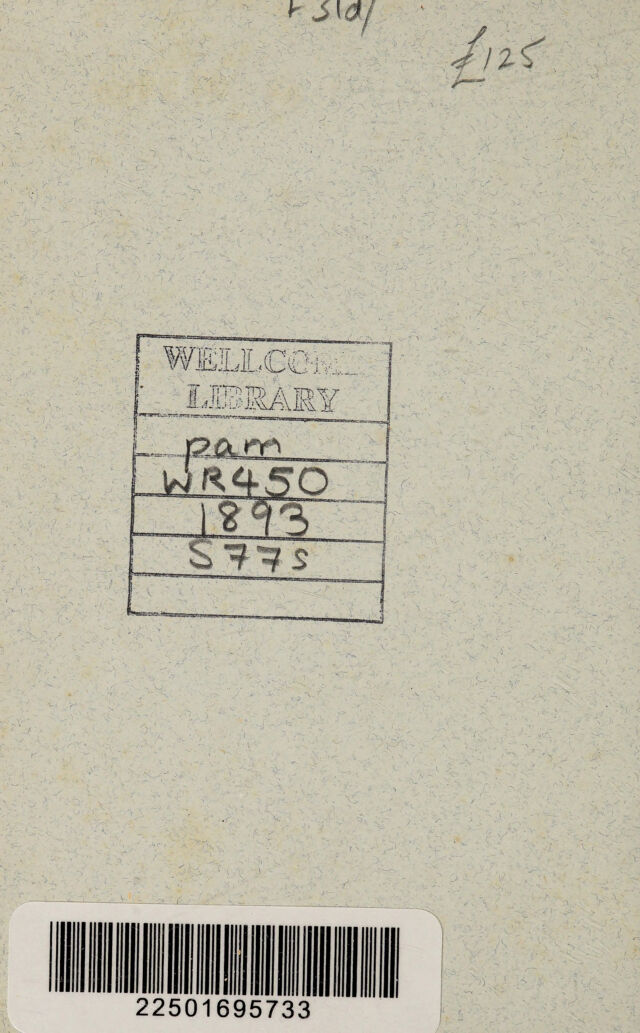 £125
WELLCOME
LIBRARY
pam
WR450
1893
S77s
22501695733